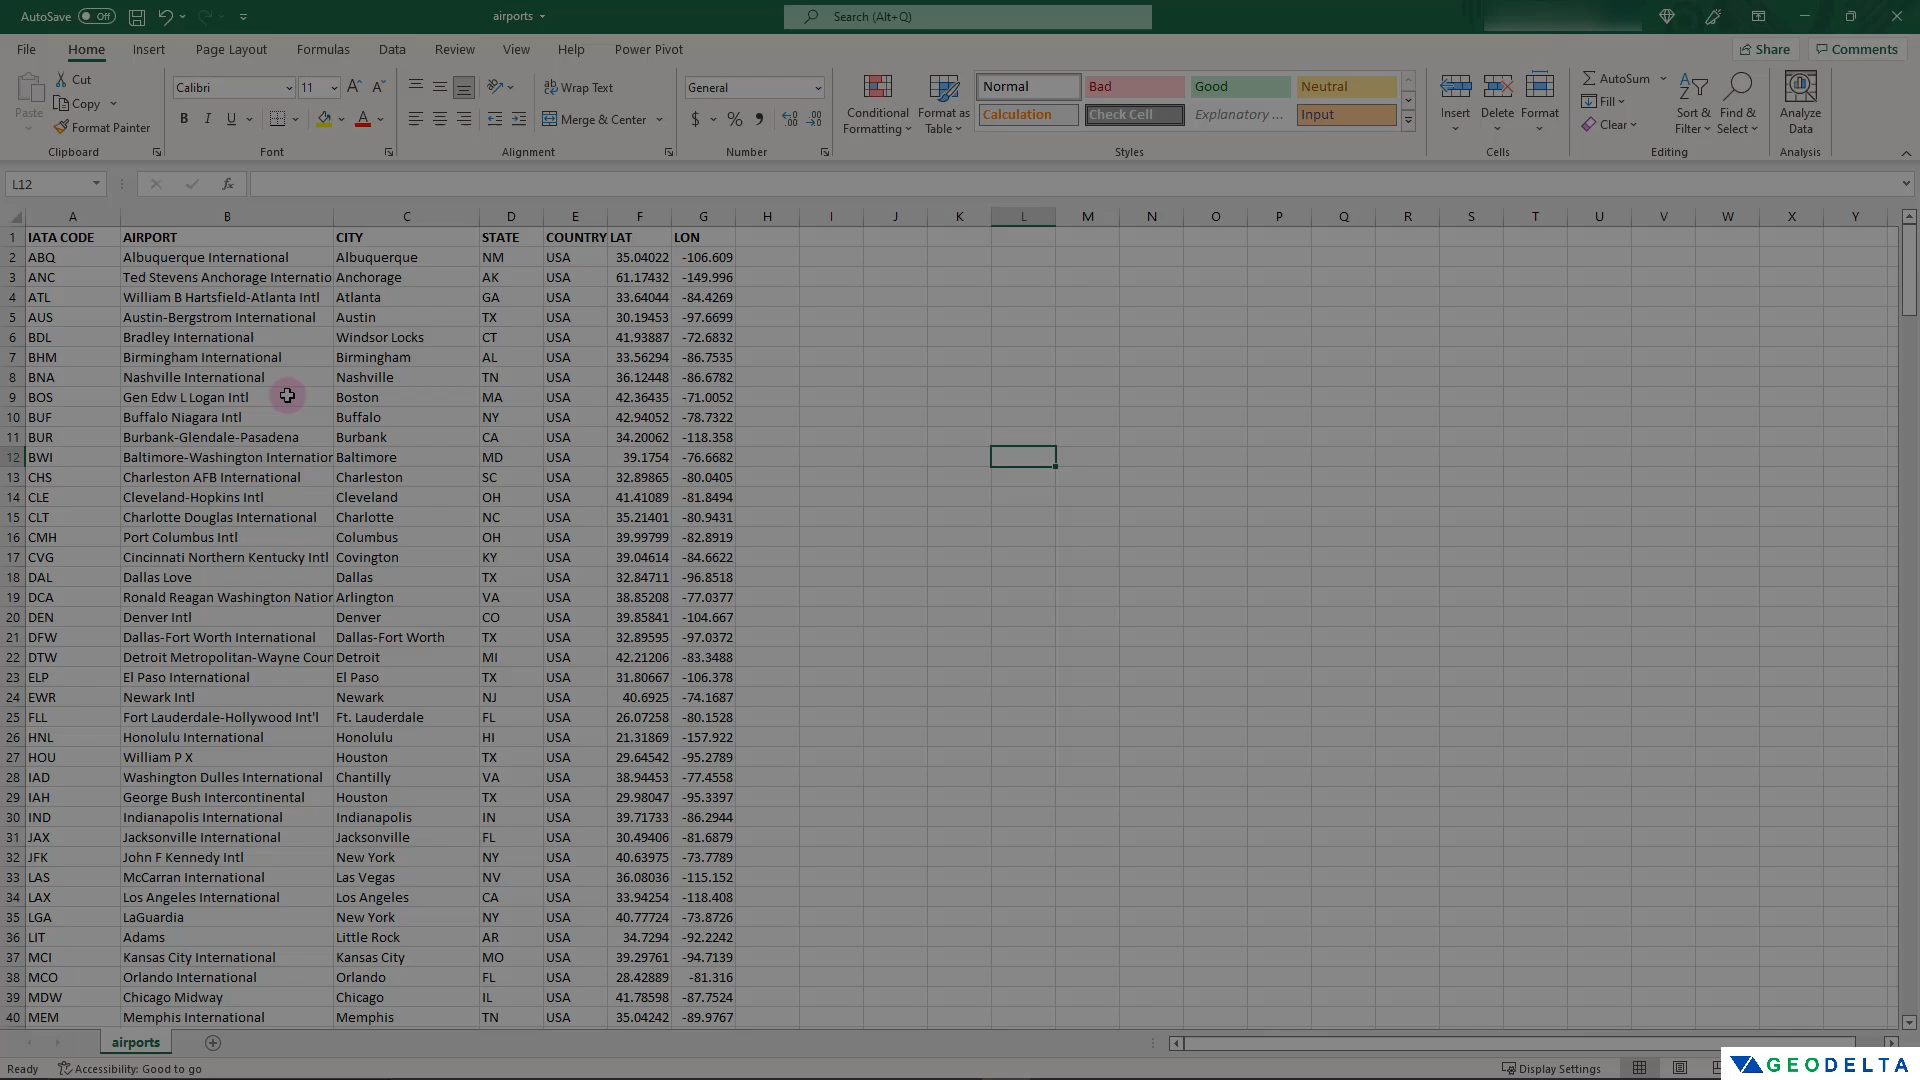 AutoSave Off airports Search (Alt+Q)
File Home Insert Page Layout Formulas Data Review View Help Power Pivot Share Comments
Paste Cut Copy Format Painter Clipboard
Calibri 11 B I U A Font
Wrap Text Merge & Center Alignment
General $ % Number
Conditional Formatting Format as Table
Normal Bad Good Neutral
Calculation Check Cell Explanatory ... Input
Styles
Insert Delete Format Cells
AutoSum Fill Clear Sort & Filter Find & Select Editing
Analyze Data Analysis
L12 fx
A B C D E F G H I J K L M N O P Q R S T U V W X Y
1 IATA CODE AIRPORT CITY STATE COUNTRY LAT LON
2 ABQ Albuquerque International Albuquerque NM USA 35.04022 -106.609
3 ANC Ted Stevens Anchorage Internatio Anchorage AK USA 61.17432 -149.996
4 ATL William B Hartsfield-Atlanta Intl Atlanta GA USA 33.64044 -84.4269
5 AUS Austin-Bergstrom International Austin TX USA 30.19453 -97.6699
6 BDL Bradley International Windsor Locks CT USA 41.93887 -72.6832
7 BHM Birmingham International Birmingham AL USA 33.56294 -86.7535
8 BNA Nashville International Nashville TN USA 36.12448 -86.6782
9 BOS Gen Edw L Logan Intl Boston MA USA 42.36435 -71.0052
10 BUF Buffalo Niagara Intl Buffalo NY USA 42.94052 -78.7322
11 BUR Burbank-Glendale-Pasadena Burbank CA USA 34.20062 -118.358
12 BWI Baltimore-Washington Internation Baltimore MD USA 39.1754 -76.6682
13 CHS Charleston AFB International Charleston SC USA 32.89865 -80.0405
14 CLE Cleveland-Hopkins Intl Cleveland OH USA 41.41089 -81.8494
15 CLT Charlotte Douglas International Charlotte NC USA 35.21401 -80.9431
16 CMH Port Columbus Intl Columbus OH USA 39.99799 -82.8919
17 CVG Cincinnati Northern Kentucky Intl Covington KY USA 39.04614 -84.6622
18 DAL Dallas Love Dallas TX USA 32.84711 -96.8518
19 DCA Ronald Reagan Washington Nation Arlington VA USA 38.85208 -77.0377
20 DEN Denver Intl Denver CO USA 39.85841 -104.667
21 DFW Dallas-Fort Worth International Dallas-Fort Worth TX USA 32.89595 -97.0372
22 DTW Detroit Metropolitan-Wayne Coun Detroit MI USA 42.21206 -83.3488
23 ELP El Paso International El Paso TX USA 31.80667 -106.378
24 EWR Newark Intl Newark NJ USA 40.6925 -74.1687
25 FLL Fort Lauderdale-Hollywood Int'l Ft. Lauderdale FL USA 26.07258 -80.1528
26 HNL Honolulu International Honolulu HI USA 21.31869 -157.922
27 HOU William P X Houston TX USA 29.64542 -95.2789
28 IAD Washington Dulles International Chantilly VA USA 38.94453 -77.4558
29 IAH George Bush Intercontinental Houston TX USA 29.98047 -95.3397
30 IND Indianapolis International Indianapolis IN USA 39.71733 -86.2944
31 JAX Jacksonville International Jacksonville FL USA 30.49406 -81.6879
32 JFK John F Kennedy Intl New York NY USA 40.63975 -73.7789
33 LAS McCarran International Las Vegas NV USA 36.08036 -115.152
34 LAX Los Angeles International Los Angeles CA USA 33.94254 -118.408
35 LGA LaGuardia New York NY USA 40.77724 -73.8726
36 LIT Adams Little Rock AR USA 34.7294 -92.2242
37 MCI Kansas City International Kansas City MO USA 39.29761 -94.7139
38 MCO Orlando International Orlando FL USA 28.42889 -81.316
39 MDW Chicago Midway Chicago IL USA 41.78598 -87.7524
40 MEM Memphis International Memphis TN USA 35.04242 -89.9767
airports
Ready Accessibility: Good to go Display Settings
GEODELTA